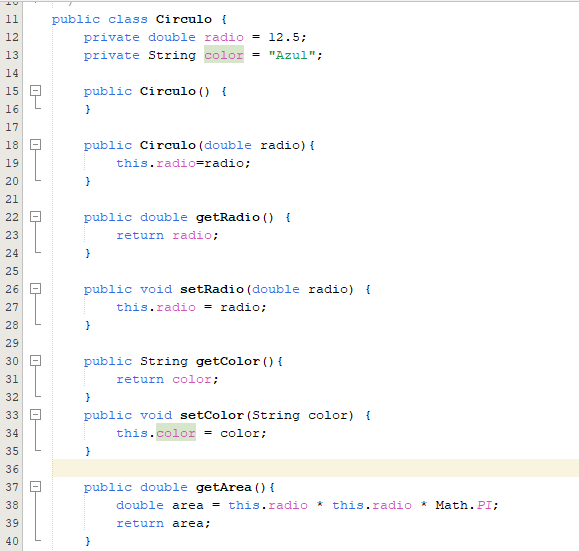 11 public class Circulo {
12 private double radio = 12.5;
13 private String color = "Azul";
14
15 public Circulo() {
16 }
17
18 public Circulo(double radio){
19 this.radio=radio;
20 }
21
22 public double getRadio() {
23 return radio;
24 }
25
26 public void setRadio(double radio) {
27 this.radio = radio;
28 }
29
30 public String getColor(){
31 return color;
32 }
33 public void setColor(String color) {
34 this.color = color;
35 }
36
37 public double getArea(){
38 double area = this.radio * this.radio * Math.PI;
39 return area;
40 }